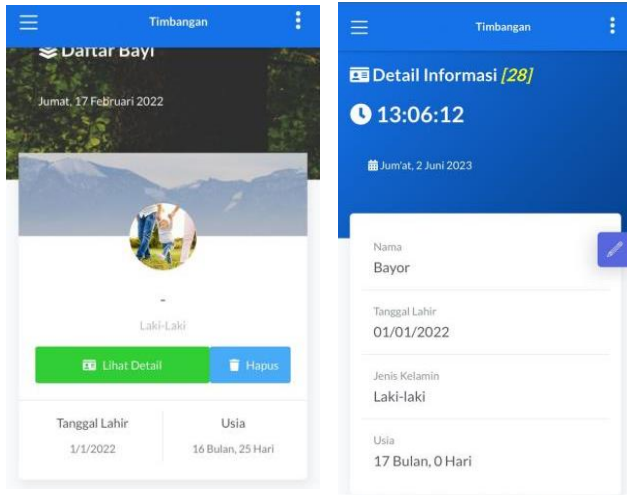 Timbangan
Daftar Bayi
Jumat, 17 Februari 2022
-
Laki-Laki
Lihat Detail
Hapus
Tanggal Lahir
1/1/2022
Usia
16 Bulan, 25 Hari
Timbangan
Detail Informasi [28]
13:06:12
Jum'at, 2 Juni 2023
Nama
Bayor
Tanggal Lahir
01/01/2022
Jenis Kelamin
Laki-laki
Usia
17 Bulan, 0 Hari